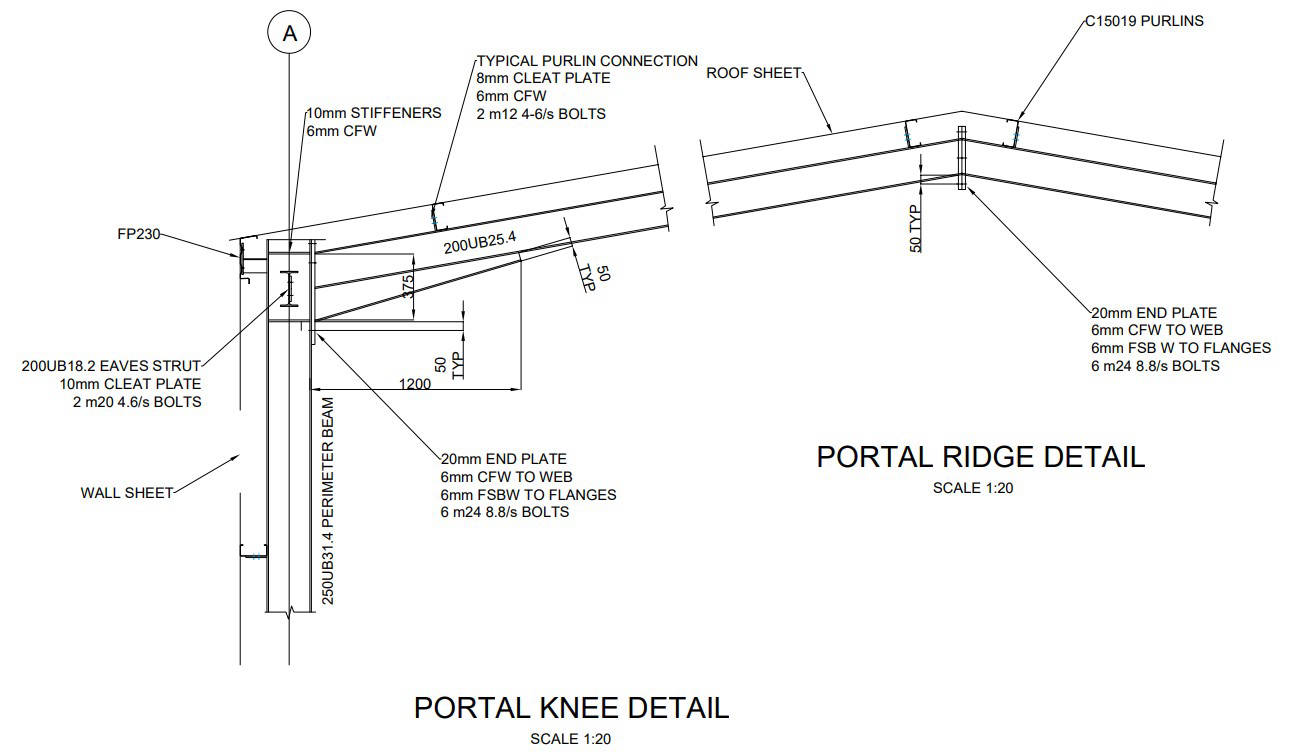 A
TYPICAL PURLIN CONNECTION
8mm CLEAT PLATE
6mm CFW
2 m12 4-6/s BOLTS
10mm STIFFENERS
6mm CFW
FP230
200UB25.4
375
50
TYP
50
TYP
1200
200UB18.2 EAVES STRUT
10mm CLEAT PLATE
2 m20 4.6/s BOLTS
WALL SHEET
250UB31.4 PERIMETER BEAM
20mm END PLATE
6mm CFW TO WEB
6mm FSBW TO FLANGES
6 m24 8.8/s BOLTS
PORTAL KNEE DETAIL
SCALE 1:20
C15019 PURLINS
ROOF SHEET
50 TYP
20mm END PLATE
6mm CFW TO WEB
6mm FSB W TO FLANGES
6 m24 8.8/s BOLTS
PORTAL RIDGE DETAIL
SCALE 1:20